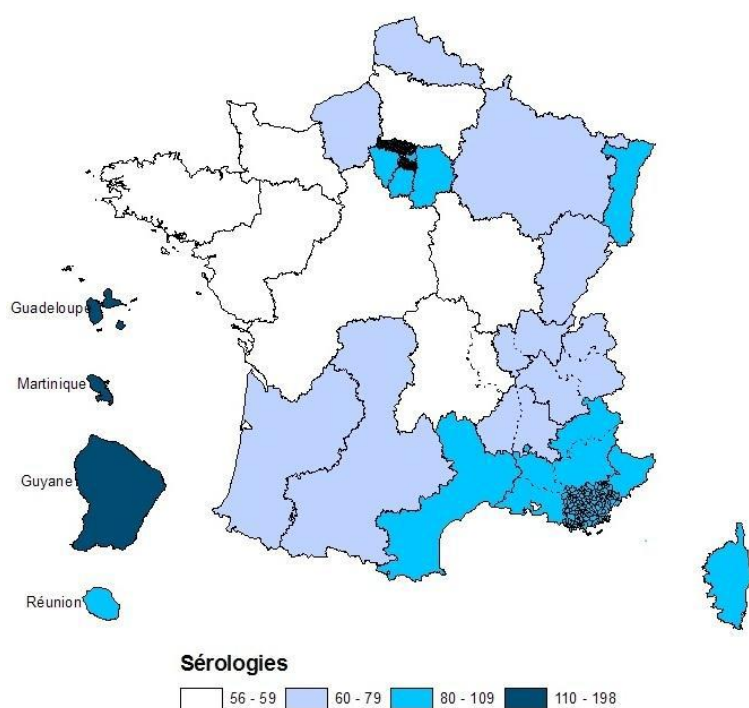 Guadeloupe
Martinique
Guyane
Réunion
Sérologies
56 - 59 60 - 79 80 - 109 110 - 198